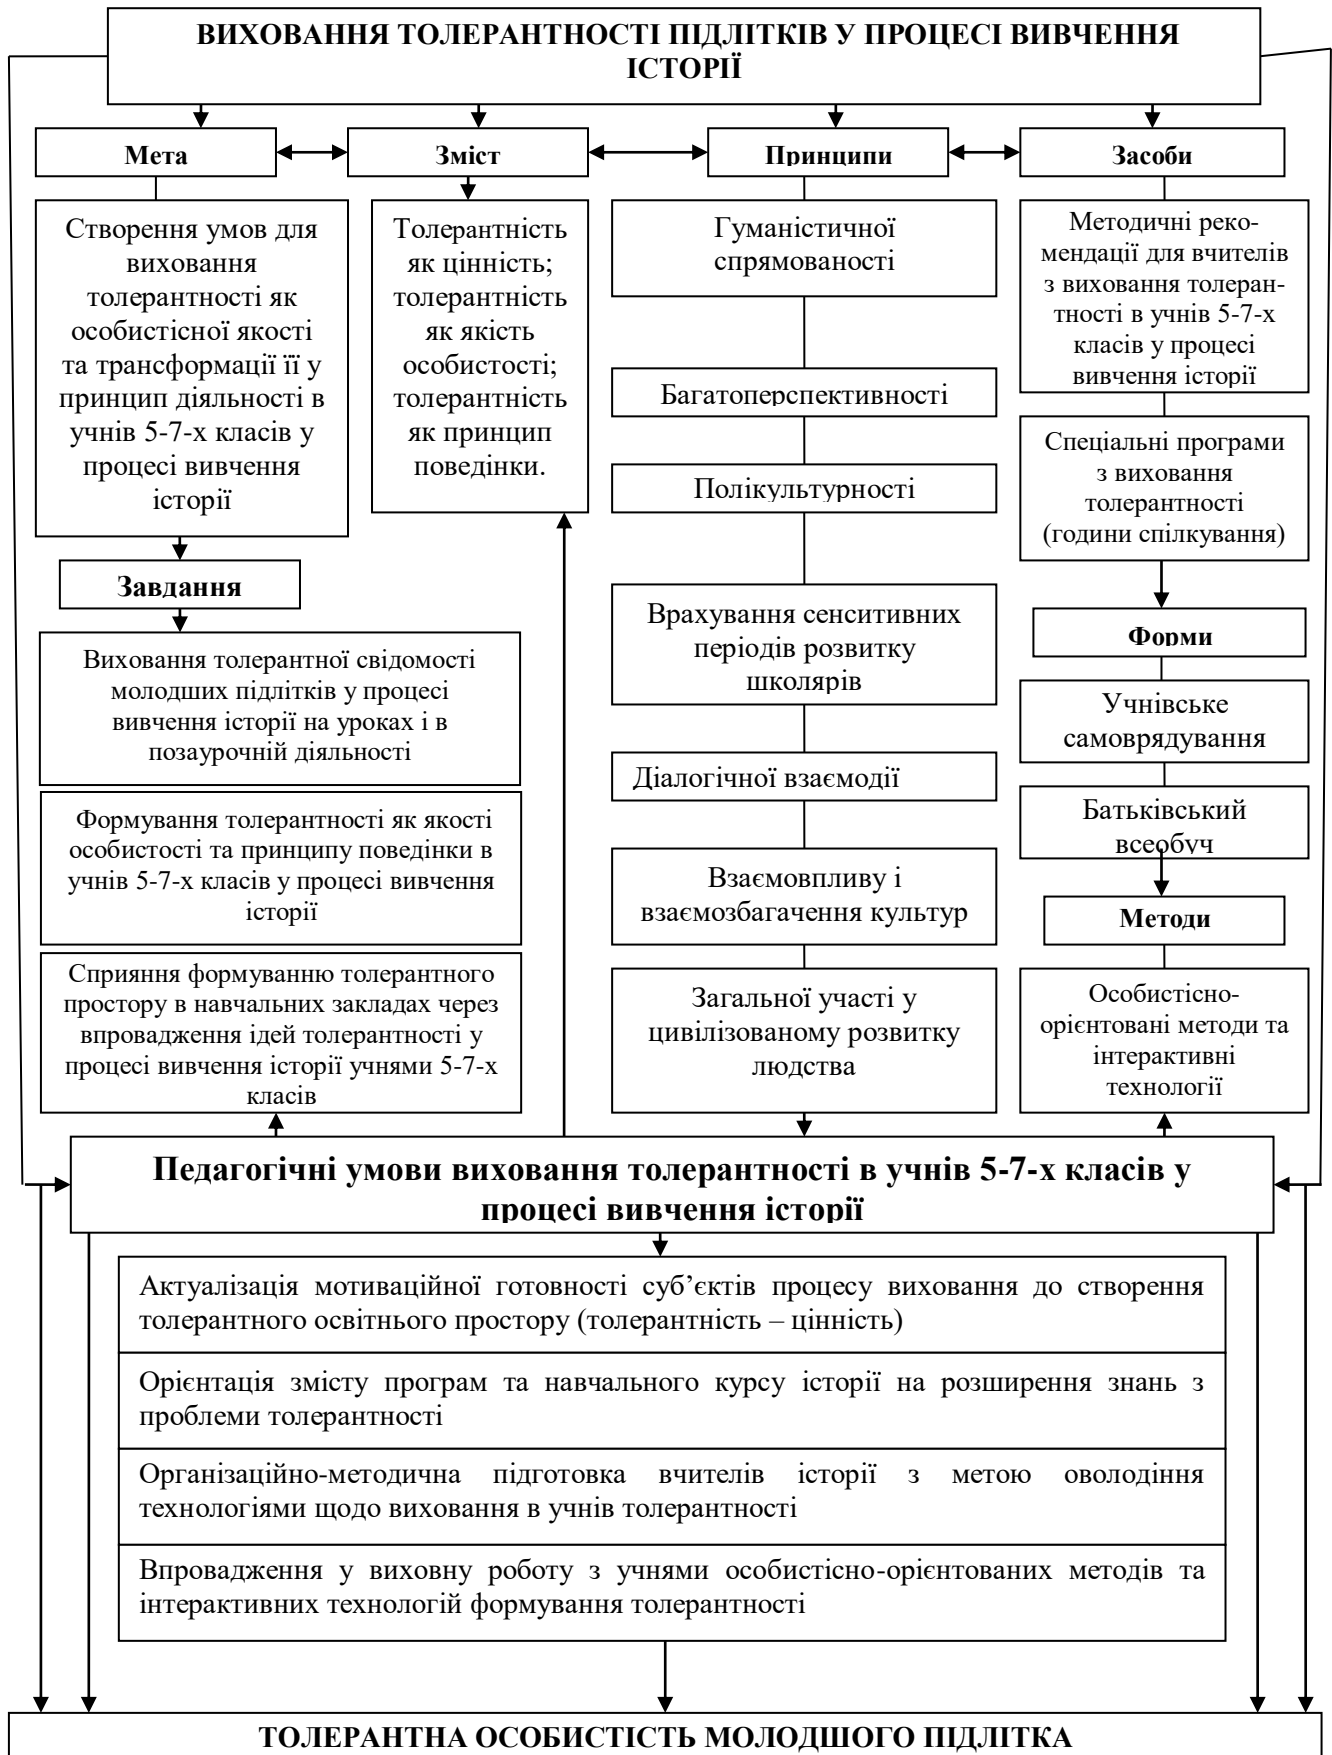 ВИХОВАННЯ ТОЛЕРАНТНОСТІ ПІДЛІТКІВ У ПРОЦЕСІ ВИВЧЕННЯ
ІСТОРІЇ
Мета
Зміст
Принципи
Засоби
Створення умов для
виховання
толерантності як
особистісної якості
та трансформації її у
принцип діяльності в
учнів 5-7-х класів у
процесі вивчення
історії
Завдання
Виховання толерантної свідомості
молодших підлітків у процесі
вивчення історії на уроках і в
позаурочній діяльності
Формування толерантності як якості
особистості та принципу поведінки в
учнів 5-7-х класів у процесі вивчення
історії
Сприяння формуванню толерантного
простору в навчальних закладах через
впровадження ідей толерантності у
процесі вивчення історії учнями 5-7-х
класів
Толерантність
як цінність;
толерантність
як якість
особистості;
толерантність
як принцип
поведінки.
Гуманістичної
спрямованості
Багатоперспективності
Полікультурності
Врахування сенситивних
періодів розвитку
школярів
Діалогічної взаємодії
Взаємовпливу і
взаємозбагачення культур
Загальної участі у
цивілізованому розвитку
людства
Методичні реко-
мендації для вчителів
з виховання толеран-
тності в учнів 5-7-х
класів у процесі
вивчення історії
Спеціальні програми
з виховання
толерантності
(години спілкування)
Форми
Учнівське
самоврядування
Батьківський
всеобуч
Методи
Особистісно-
орієнтовані методи та
інтерактивні
технології
Педагогічні умови виховання толерантності в учнів 5-7-х класів у
процесі вивчення історії
Актуалізація мотиваційної готовності суб’єктів процесу виховання до створення
толерантного освітнього простору (толерантність – цінність)
Орієнтація змісту програм та навчального курсу історії на розширення знань з
проблеми толерантності
Організаційно-методична підготовка вчителів історії з метою оволодіння
технологіями щодо виховання в учнів толерантності
Впровадження у виховну роботу з учнями особистісно-орієнтованих методів та
інтерактивних технологій формування толерантності
ТОЛЕРАНТНА ОСОБИСТІСТЬ МОЛОДШОГО ПІДЛІТКА